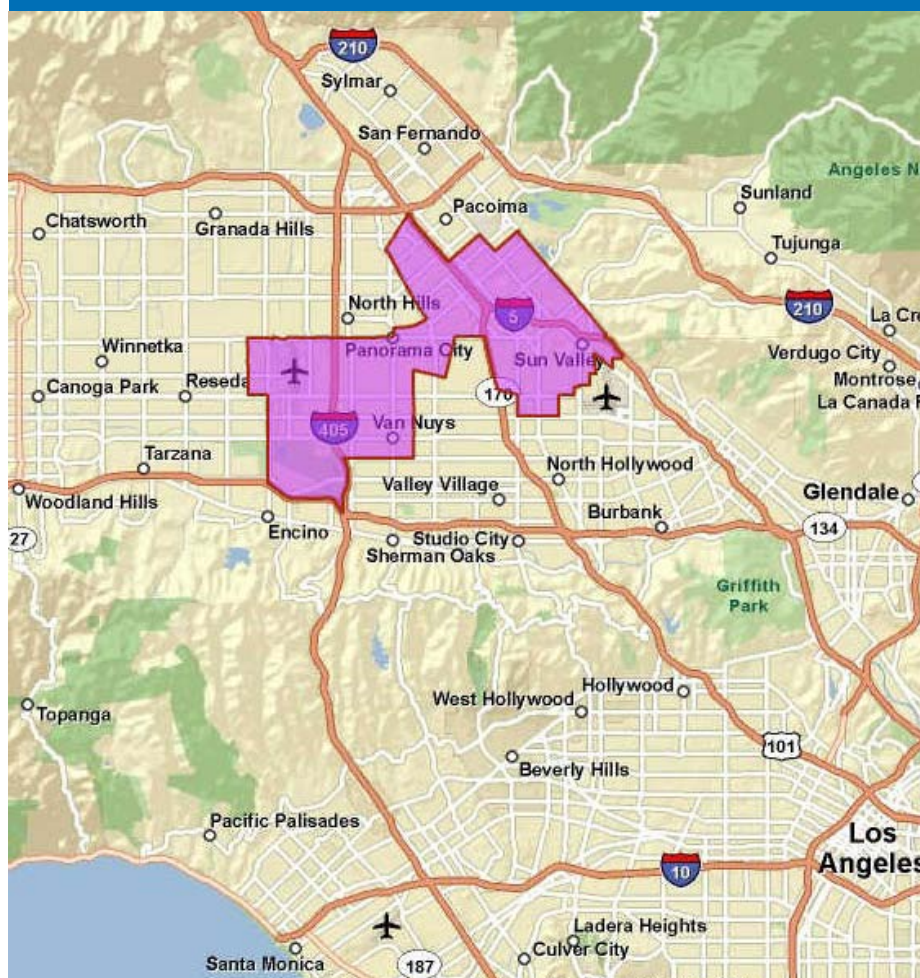 210
Sylmar
San Fernando
Angeles N
Sunland
Pacoima
Chatsworth
Granada Hills
Tujunga
North Hills
5
210
La Cre
Winnetka
Panorama City
Sun Valley
Verdugo City
Canoga Park
Reseda
170
Montrose
La Canada F
405
Van Nuys
Tarzana
North Hollywood
Woodland Hills
Valley Village
Glendale
Encino
Burbank
27
Studio City
134
Sherman Oaks
Griffith
Park
West Hollywood
Hollywood
Topanga
101
Beverly Hills
Pacific Palisades
Los
Angeles
10
Ladera Heights
Culver City
Santa Monica
187